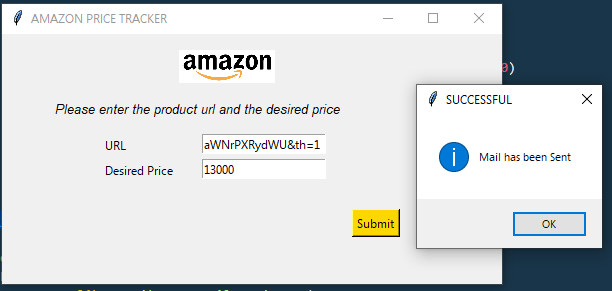 AMAZON PRICE TRACKER
amazon
Please enter the product url and the desired price
URL
aWNrPXRydWU&th=1
Desired Price
13000
Submit
SUCCESSFUL
Mail has been Sent
OK